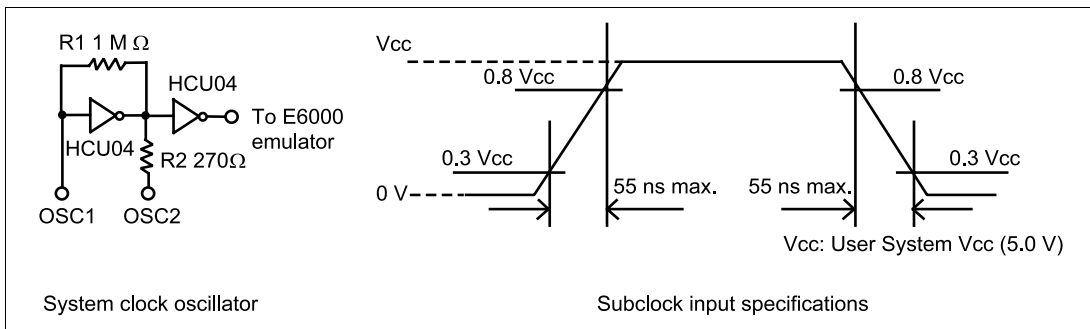 R1 1 M Ω
HCU04
HCU04
To E6000
emulator
R2 270Ω
OSC1
OSC2
System clock oscillator
Vcc
0.8 Vcc
0.8 Vcc
0.3 Vcc
0.3 Vcc
0 V
55 ns max.
55 ns max.
Vcc: User System Vcc (5.0 V)
Subclock input specifications